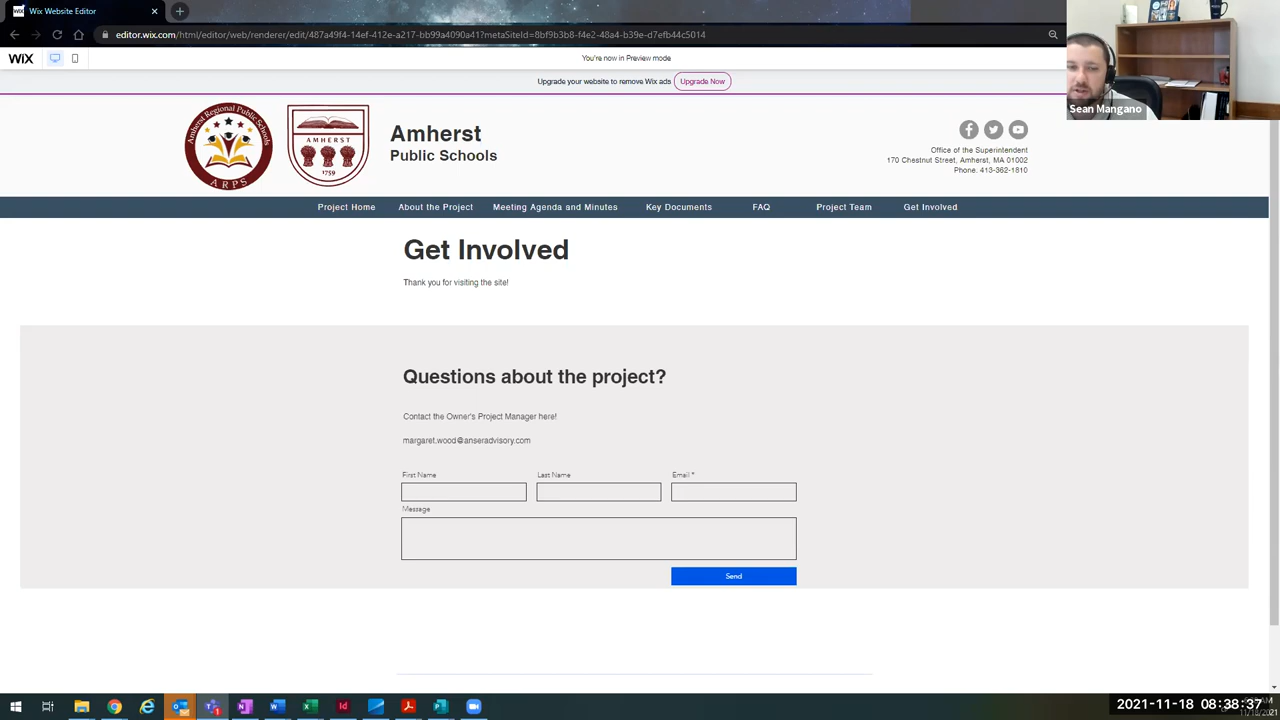 Wix Website Editor
editor.wix.com/html/editor/web/renderer/edit/487a49f4-14ef-412e-a217-bb99a4090a41?metaSiteId=8bf9b3b8-f4e2-48a4-b39e-d7efb44c5014
WiX
You're now in Preview mode
Upgrade your website to remove Wix ads
Upgrade Now
Sean Mangano
Amherst Regional Public Schools
A R P S
AMHERST
1759
Amherst
Public Schools
Office of the Superintendent
170 Chestnut Street, Amherst, MA 01002
Phone. 413-362-1810
Project Home About the Project Meeting Agenda and Minutes Key Documents FAQ Project Team Get Involved
Get Involved
Thank you for visiting the site!
Questions about the project?
Contact the Owner's Project Manager here!
margaret.wood@anseradvisory.com
First Name Last Name Email *
Message
Send
2021-11-18 08:38:37